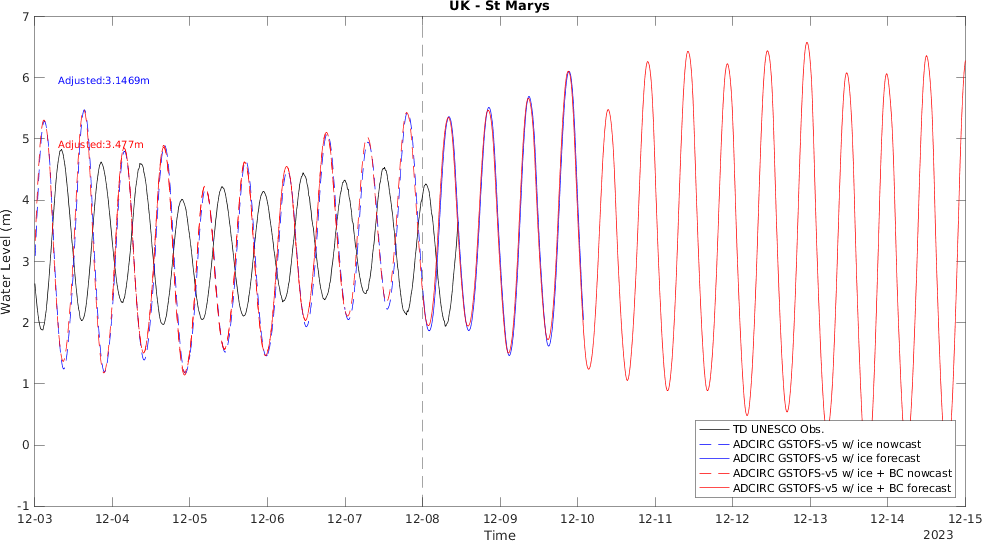 UK - St Marys
7
6
5
4
3
2
1
0
-1
Water Level (m)
Adjusted:3.1469m
Adjusted:3.477m
TD UNESCO Obs.
ADCIRC GSTOFS-v5 w/ ice nowcast
ADCIRC GSTOFS-v5 w/ ice forecast
ADCIRC GSTOFS-v5 w/ ice + BC nowcast
ADCIRC GSTOFS-v5 w/ ice + BC forecast
12-03 12-04 12-05 12-06 12-07 12-08 12-09 12-10 12-11 12-12 12-13 12-14 12-15
Time
2023